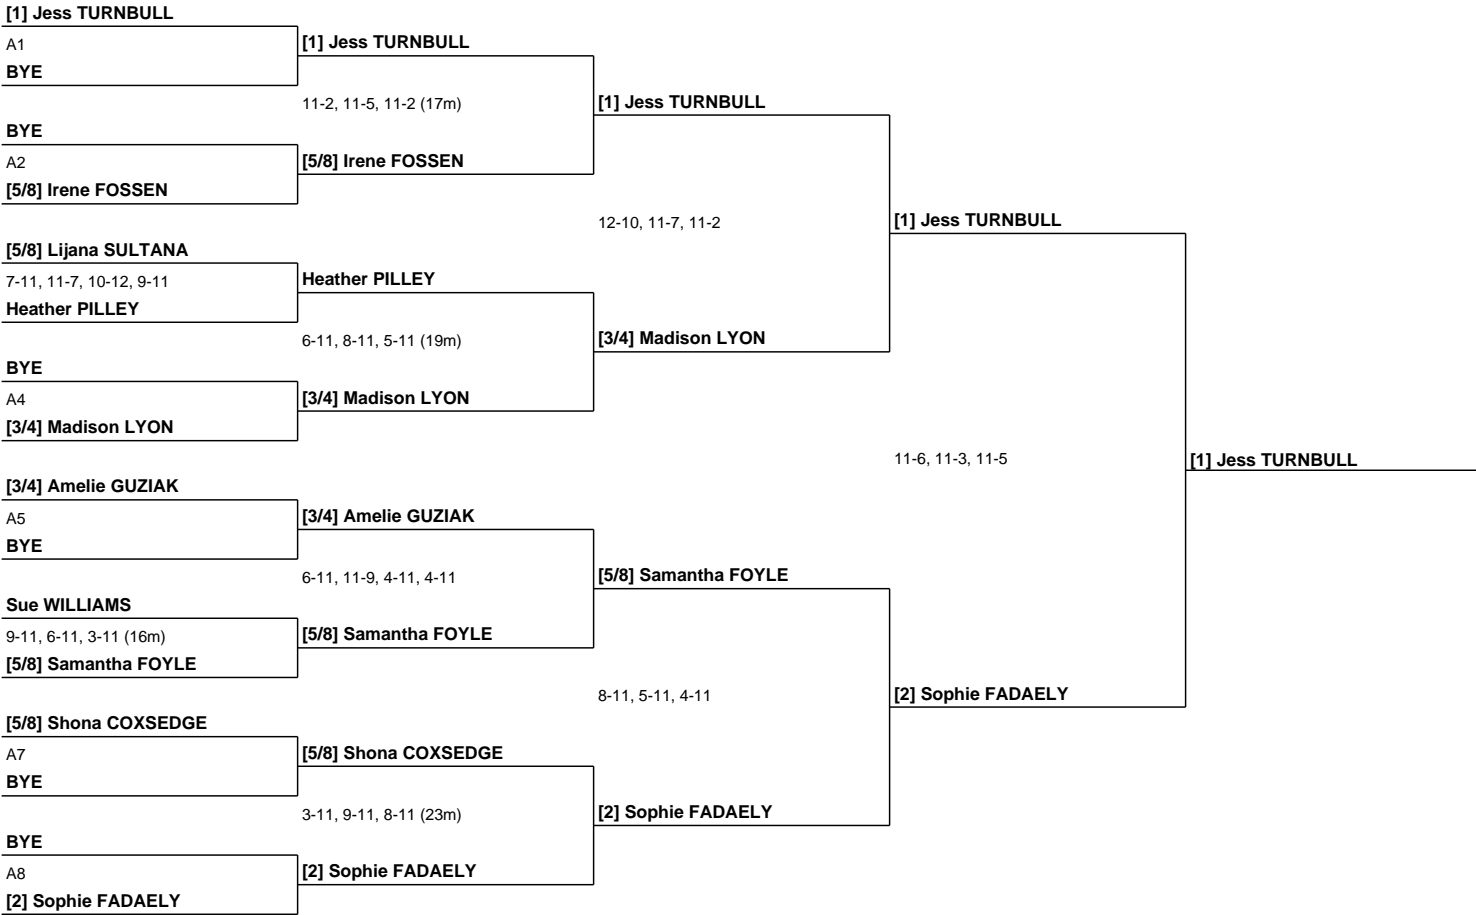 [1] Jess TURNBULL
A1
BYE
BYE
A2
[5/8] Irene FOSSEN
[5/8] Lijana SULTANA
7-11, 11-7, 10-12, 9-11
Heather PILLEY
BYE
A4
[3/4] Madison LYON
[3/4] Amelie GUZIAK
A5
BYE
Sue WILLIAMS
9-11, 6-11, 3-11 (16m)
[5/8] Samantha FOYLE
[5/8] Shona COXSEDGE
A7
BYE
BYE
A8
[2] Sophie FADAELY
[1] Jess TURNBULL
11-2, 11-5, 11-2 (17m)
[5/8] Irene FOSSEN
Heather PILLEY
6-11, 8-11, 5-11 (19m)
[3/4] Madison LYON
[3/4] Amelie GUZIAK
6-11, 11-9, 4-11, 4-11
[5/8] Samantha FOYLE
[5/8] Shona COXSEDGE
3-11, 9-11, 8-11 (23m)
[2] Sophie FADAELY
[1] Jess TURNBULL
12-10, 11-7, 11-2
[3/4] Madison LYON
[5/8] Samantha FOYLE
8-11, 5-11, 4-11
[2] Sophie FADAELY
[1] Jess TURNBULL
11-6, 11-3, 11-5
[2] Sophie FADAELY
[1] Jess TURNBULL